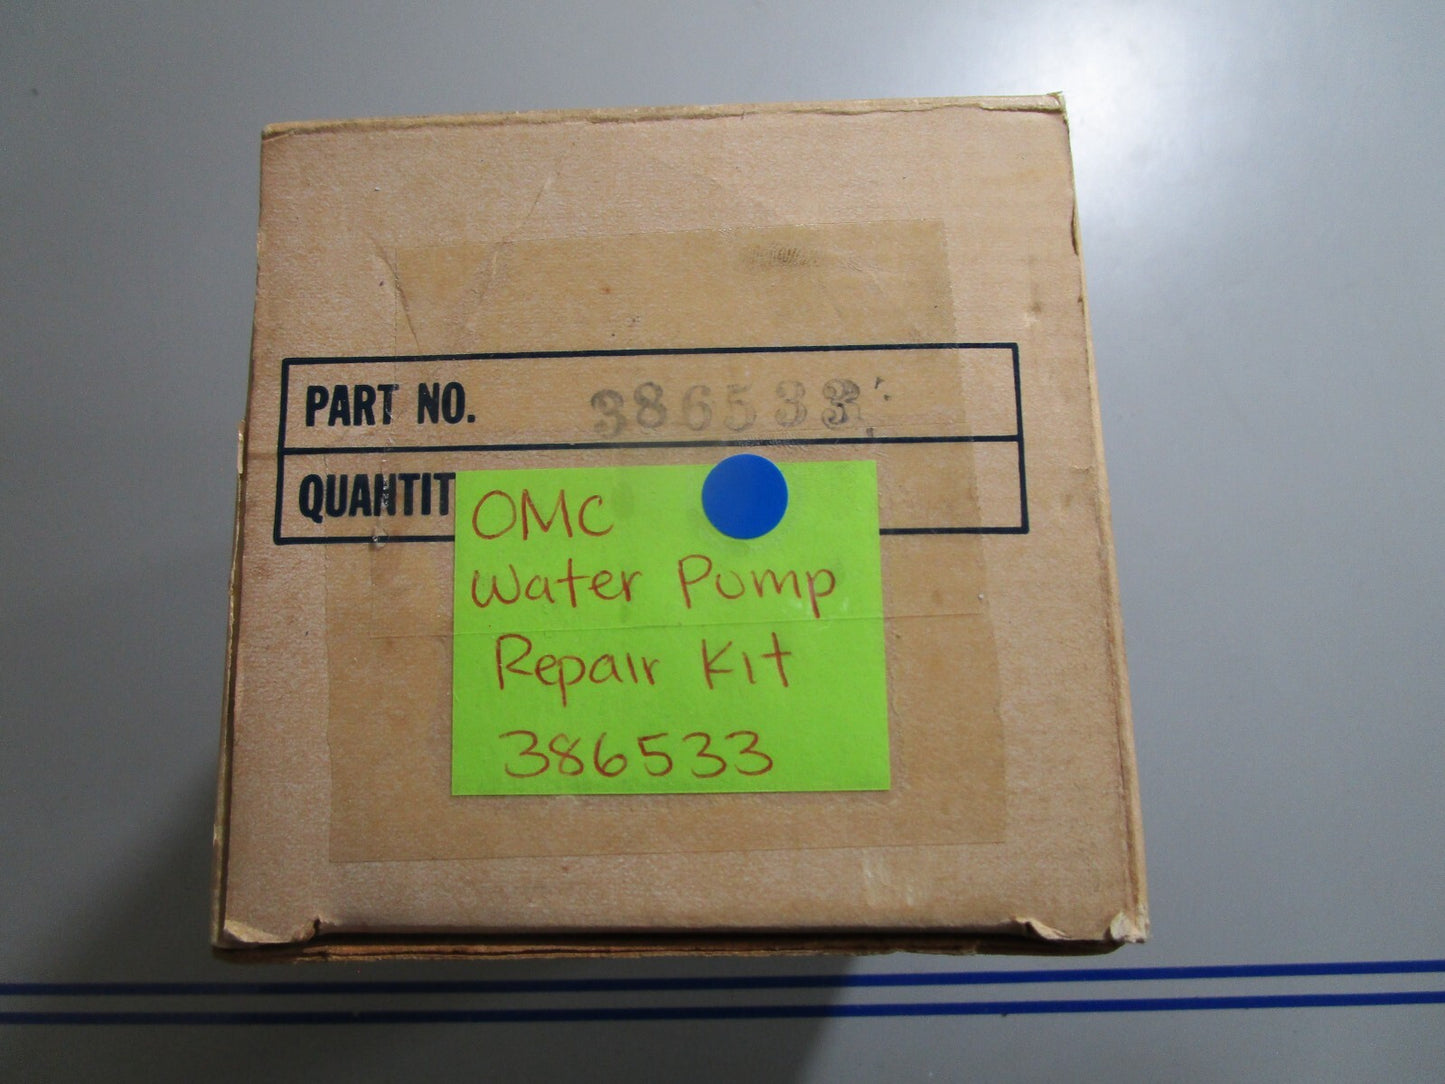 PART NO. 386533
QUANTIT
OMC
Water Pump
Repair Kit
386533